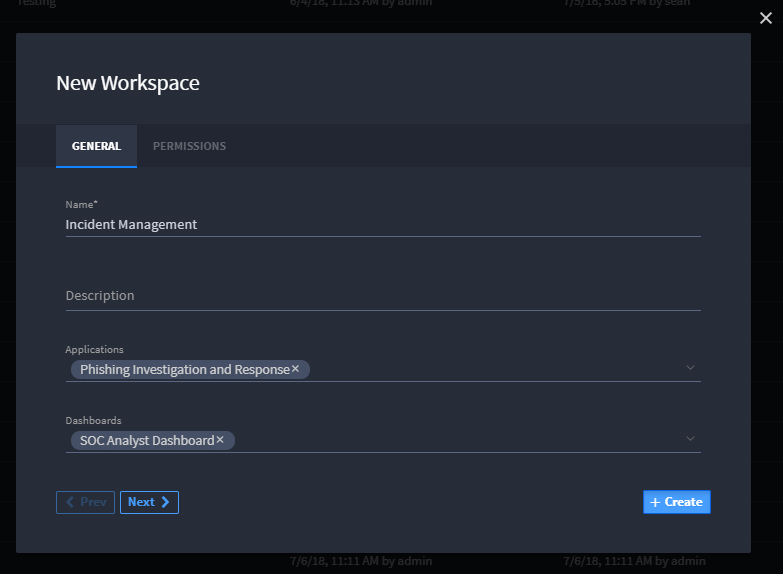 Testing 6/4/18, 11:13 AM by admin 7/5/18, 5:05 PM by sean
New Workspace
GENERAL PERMISSIONS
Name*
Incident Management
Description
Applications
Phishing Investigation and Response
Dashboards
SOC Analyst Dashboard
Prev Next + Create
7/6/18, 11:11 AM by admin 7/6/18, 11:11 AM by admin